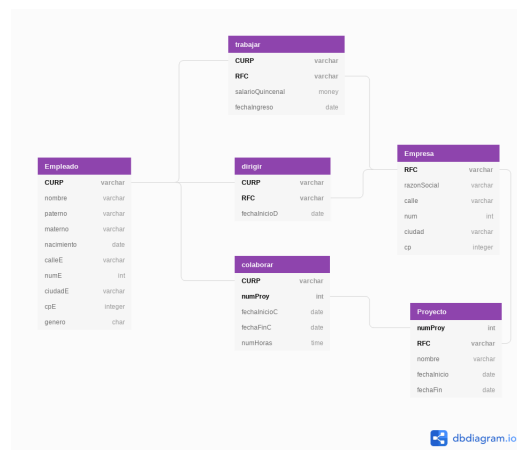 trabajar
CURP varchar
RFC varchar
salarioQuincenal money
fechaIngreso date
Empleado
CURP varchar
nombre varchar
paterno varchar
materno varchar
nacimiento date
calleE varchar
numE int
ciudadE varchar
cpE integer
genero char
dirigir
CURP varchar
RFC varchar
fechaInicioD date
colaborar
CURP varchar
numProy int
fechaInicioC date
fechaFinC date
numHoras time
Empresa
RFC varchar
razonSocial varchar
calle varchar
num int
ciudad varchar
cp integer
Proyecto
numProy int
RFC varchar
nombre varchar
fechaInicio date
fechaFin date
dbdiagram.io